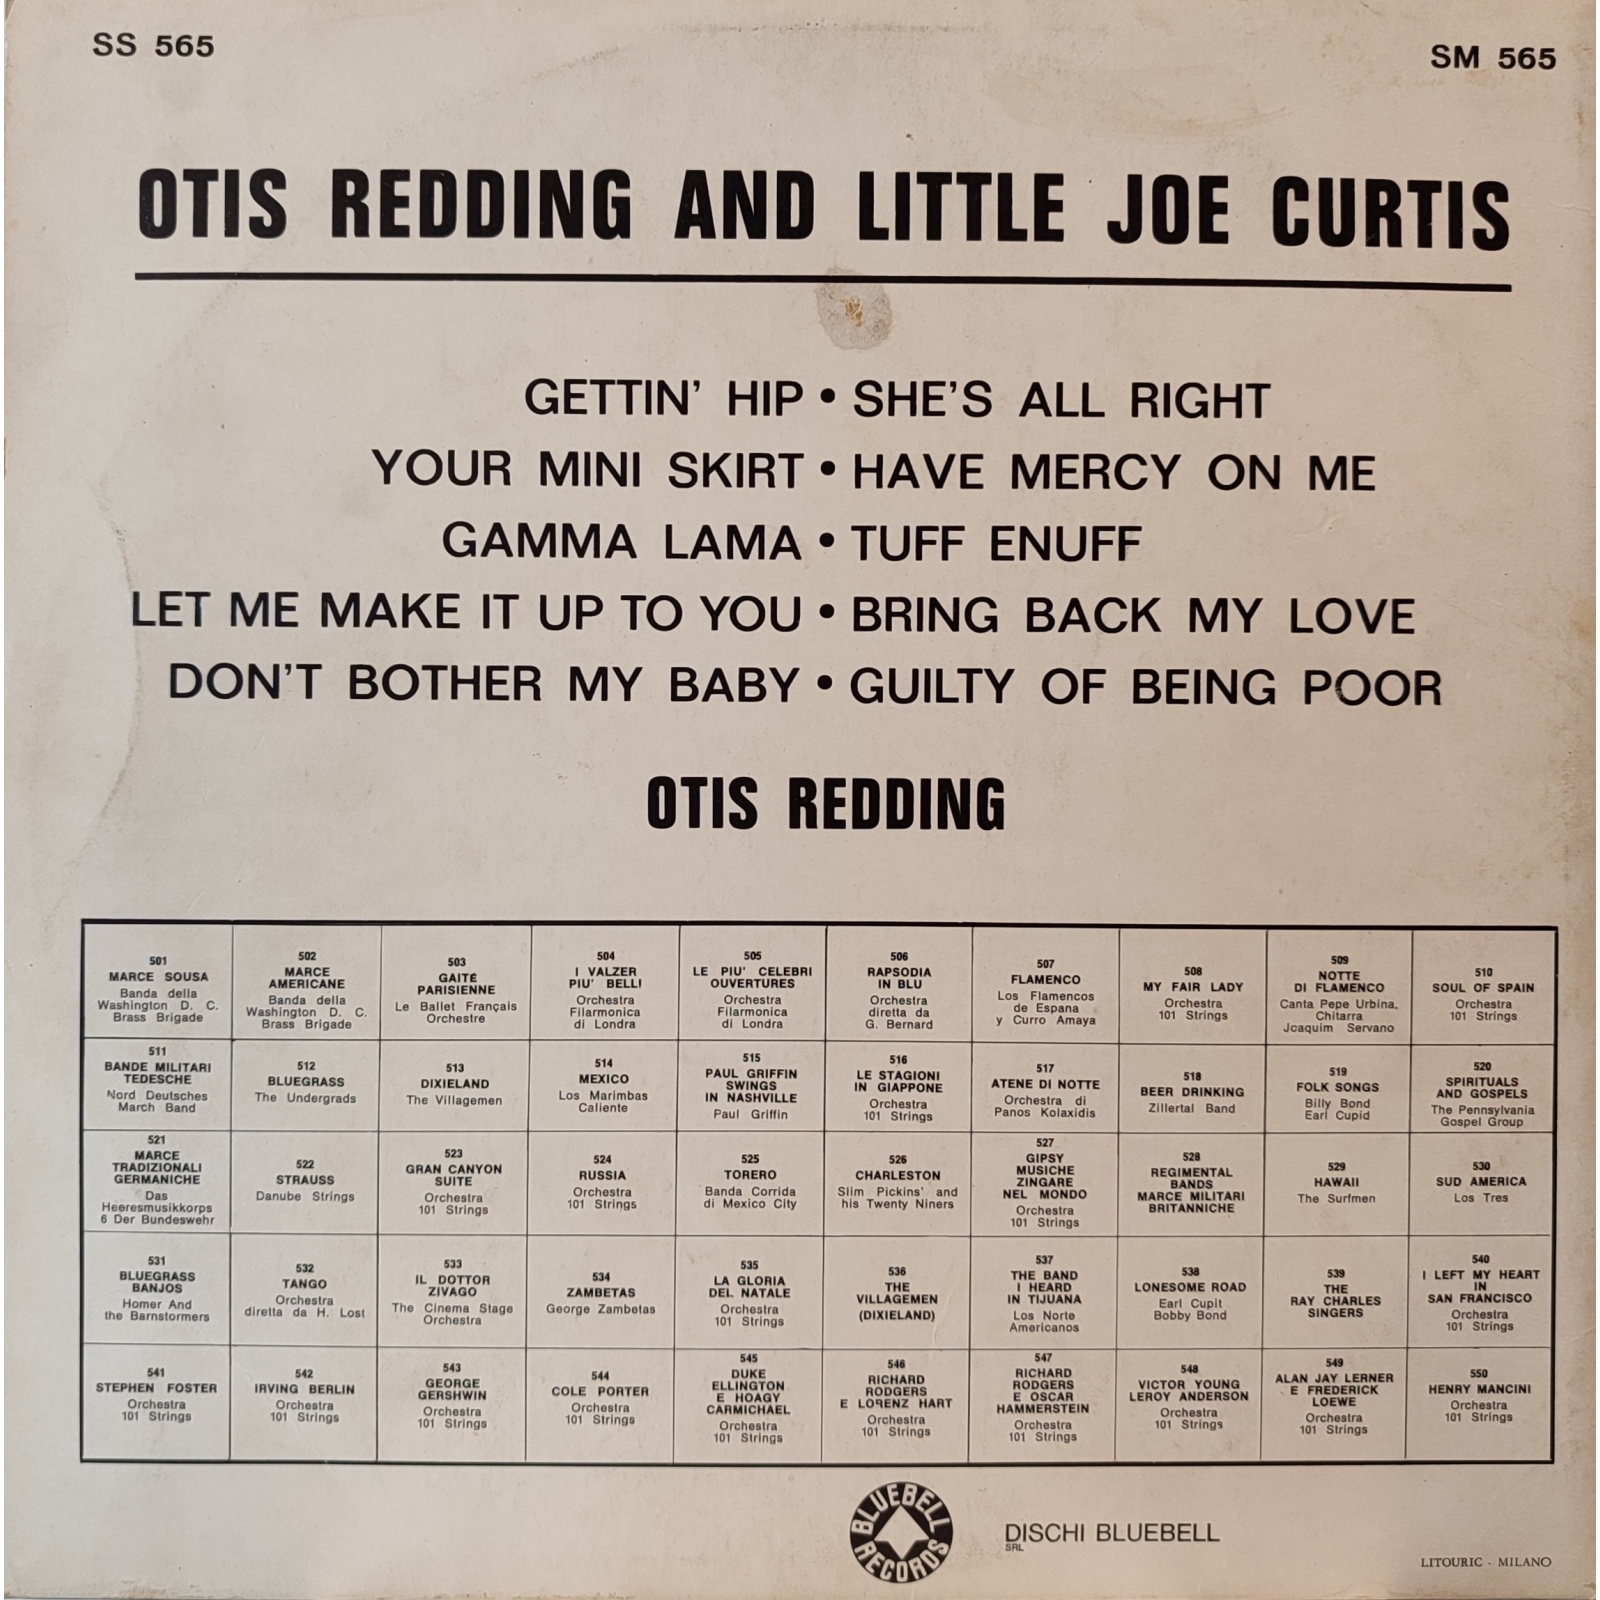 SS 565
SM 565
OTIS REDDING AND LITTLE JOE CURTIS
GETTIN' HIP • SHE'S ALL RIGHT
YOUR MINI SKIRT • HAVE MERCY ON ME
GAMMA LAMA • TUFF ENUFF
LET ME MAKE IT UP TO YOU • BRING BACK MY LOVE
DON'T BOTHER MY BABY • GUILTY OF BEING POOR
OTIS REDDING
501
MARCE SOUSA
Banda della
Washington D. C.
Brass Brigade
502
MARCE
AMERICANE
Banda della
Washington D. C.
Brass Brigade
503
GAITÉ
PARISIENNE
Le Ballet Français
Orchestre
504
I VALZER
PIU' BELLI
Orchestra
Filarmonica
di Londra
505
LE PIU' CELEBRI
OUVERTURES
Orchestra
Filarmonica
di Londra
506
RAPSODIA
IN BLU
Orchestra
diretta da
G. Bernard
507
FLAMENCO
Los Flamencos
de Espana
y Curro Amaya
508
MY FAIR LADY
Orchestra
101 Strings
509
NOTTE
DI FLAMENCO
Canta Pepe Urbina,
Chitarra
Joaquim Servano
510
SOUL OF SPAIN
Orchestra
101 Strings
511
BANDE MILITARI
TEDESCHE
Nord Deutsches
March Band
512
BLUEGRASS
The Undergrads
513
DIXIELAND
The Villagemen
514
MEXICO
Los Marimbas
Caliente
515
PAUL GRIFFIN
SWINGS
IN NASHVILLE
Paul Griffin
516
LE STAGIONI
IN GIAPPONE
Orchestra
101 Strings
517
ATENE DI NOTTE
Orchestra di
Panos Kolaxidis
518
BEER DRINKING
Zillertal Band
519
FOLK SONGS
Billy Bond
Earl Cupid
520
SPIRITUALS
AND GOSPELS
The Pennsylvania
Gospel Group
521
MARCE
TRADIZIONALI
GERMANICHE
Das
Heeresmusikkorps
6 Der Bundeswehr
522
STRAUSS
Danube Strings
523
GRAN CANYON
SUITE
Orchestra
101 Strings
524
RUSSIA
Orchestra
101 Strings
525
TORERO
Banda Corrida
di Mexico City
526
CHARLESTON
Slim Pickins' and
his Twenty Niners
527
GIPSY
MUSICHE
ZINGARE
NEL MONDO
Orchestra
101 Strings
528
REGIMENTAL
BANDS
MARCE MILITARI
BRITANNICHE
529
HAWAII
The Surfmen
530
SUD AMERICA
Los Tres
531
BLUEGRASS
BANJOS
Homer And
the Barnstormers
532
TANGO
Orchestra
diretta da H. Lost
533
IL DOTTOR
ZIVAGO
The Cinema Stage
Orchestra
534
ZAMBETAS
George Zambetas
535
LA GLORIA
DEL NATALE
Orchestra
101 Strings
536
THE
VILLAGEMEN
(DIXIELAND)
537
THE BAND
I HEARD
IN TIJUANA
Los Norte
Americanos
538
LONESOME ROAD
Earl Cupit
Bobby Bond
539
THE
RAY CHARLES
SINGERS
540
I LEFT MY HEART
IN
SAN FRANCISCO
Orchestra
101 Strings
541
STEPHEN FOSTER
Orchestra
101 Strings
542
IRVING BERLIN
Orchestra
101 Strings
543
GEORGE
GERSHWIN
Orchestra
101 Strings
544
COLE PORTER
Orchestra
101 Strings
545
DUKE
ELLINGTON
E HOAGY
CARMICHAEL
Orchestra
101 Strings
546
RICHARD
RODGERS
E LORENZ HART
Orchestra
101 Strings
547
RICHARD
RODGERS
E OSCAR
HAMMERSTEIN
Orchestra
101 Strings
548
VICTOR YOUNG
LEROY ANDERSON
Orchestra
101 Strings
549
ALAN JAY LERNER
E FREDERICK
LOEWE
Orchestra
101 Strings
550
HENRY MANCINI
Orchestra
101 Strings
BLUEBELL RECORDS
DISCHI BLUEBELL
SRL
LITOURIC - MILANO